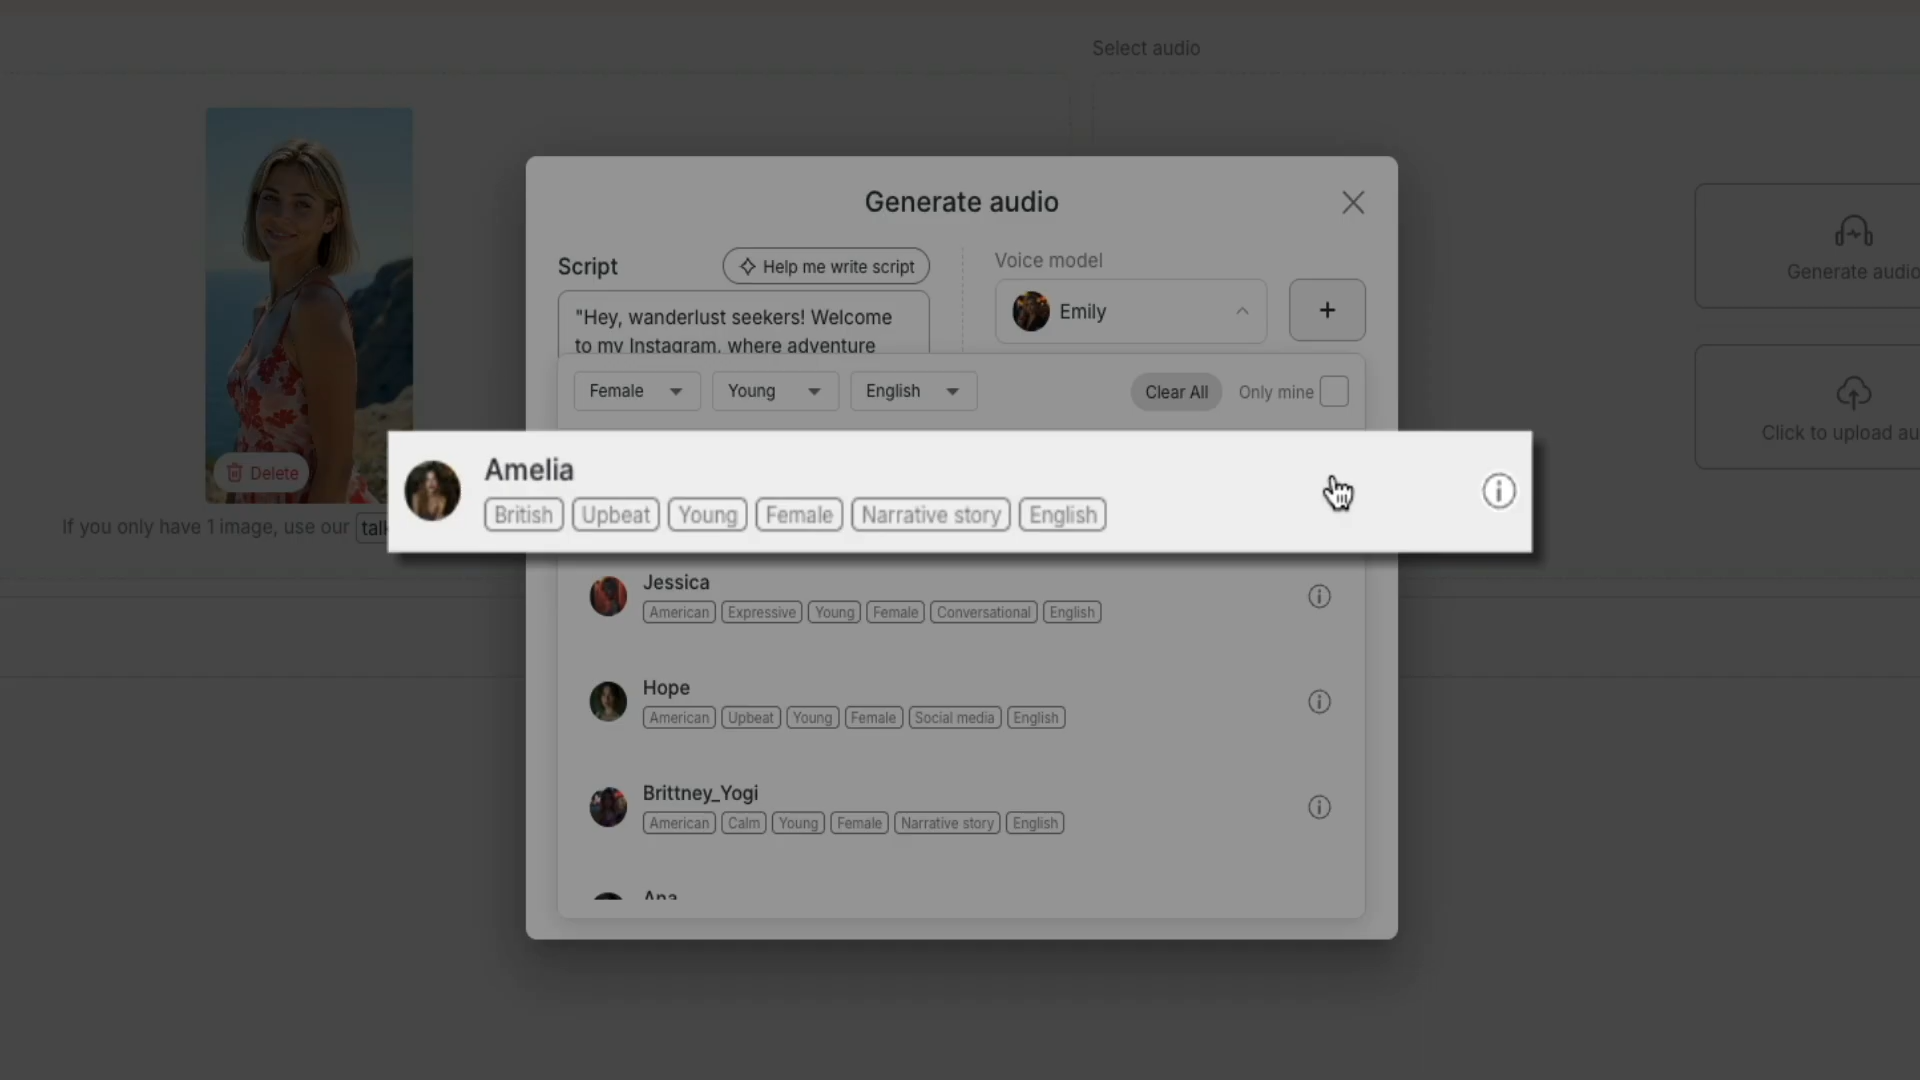 Select audio
Generate audio
Script
Help me write script
Voice model
"Hey, wanderlust seekers! Welcome
to my Instagram, where adventure
Emily
+
Generate audio
Female
Young
English
Clear All
Only mine
Click to upload au
Amelia
British
Upbeat
Young
Female
Narrative story
English
Delete
If you only have 1 image, use our talk
Jessica
American
Expressive
Young
Female
Conversational
English
Hope
American
Upbeat
Young
Female
Social media
English
Brittney_Yogi
American
Calm
Young
Female
Narrative story
English
Ana